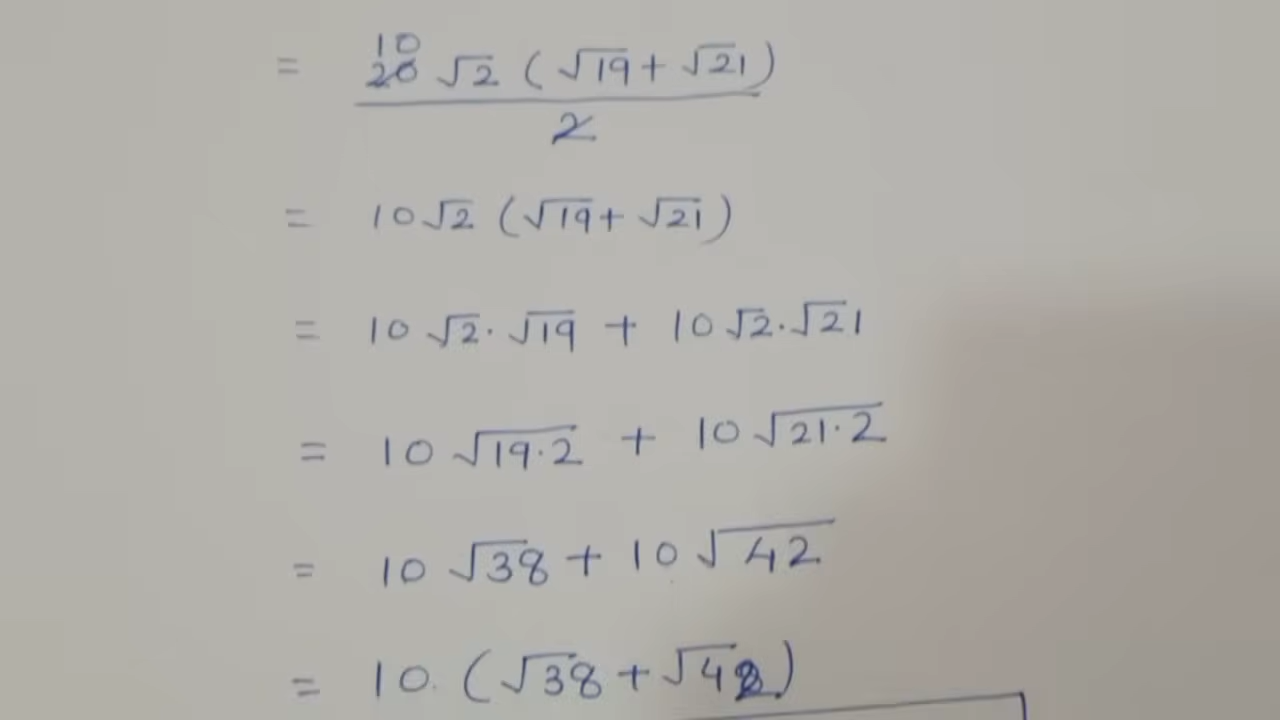 = 10 20 √2 (√19 + √21)
2
= 10 √2 (√19 + √21)
= 10 √2 · √19 + 10 √2 · √21
= 10 √19·2 + 10 √21·2
= 10 √38 + 10 √42
= 10. (√38 + √42)